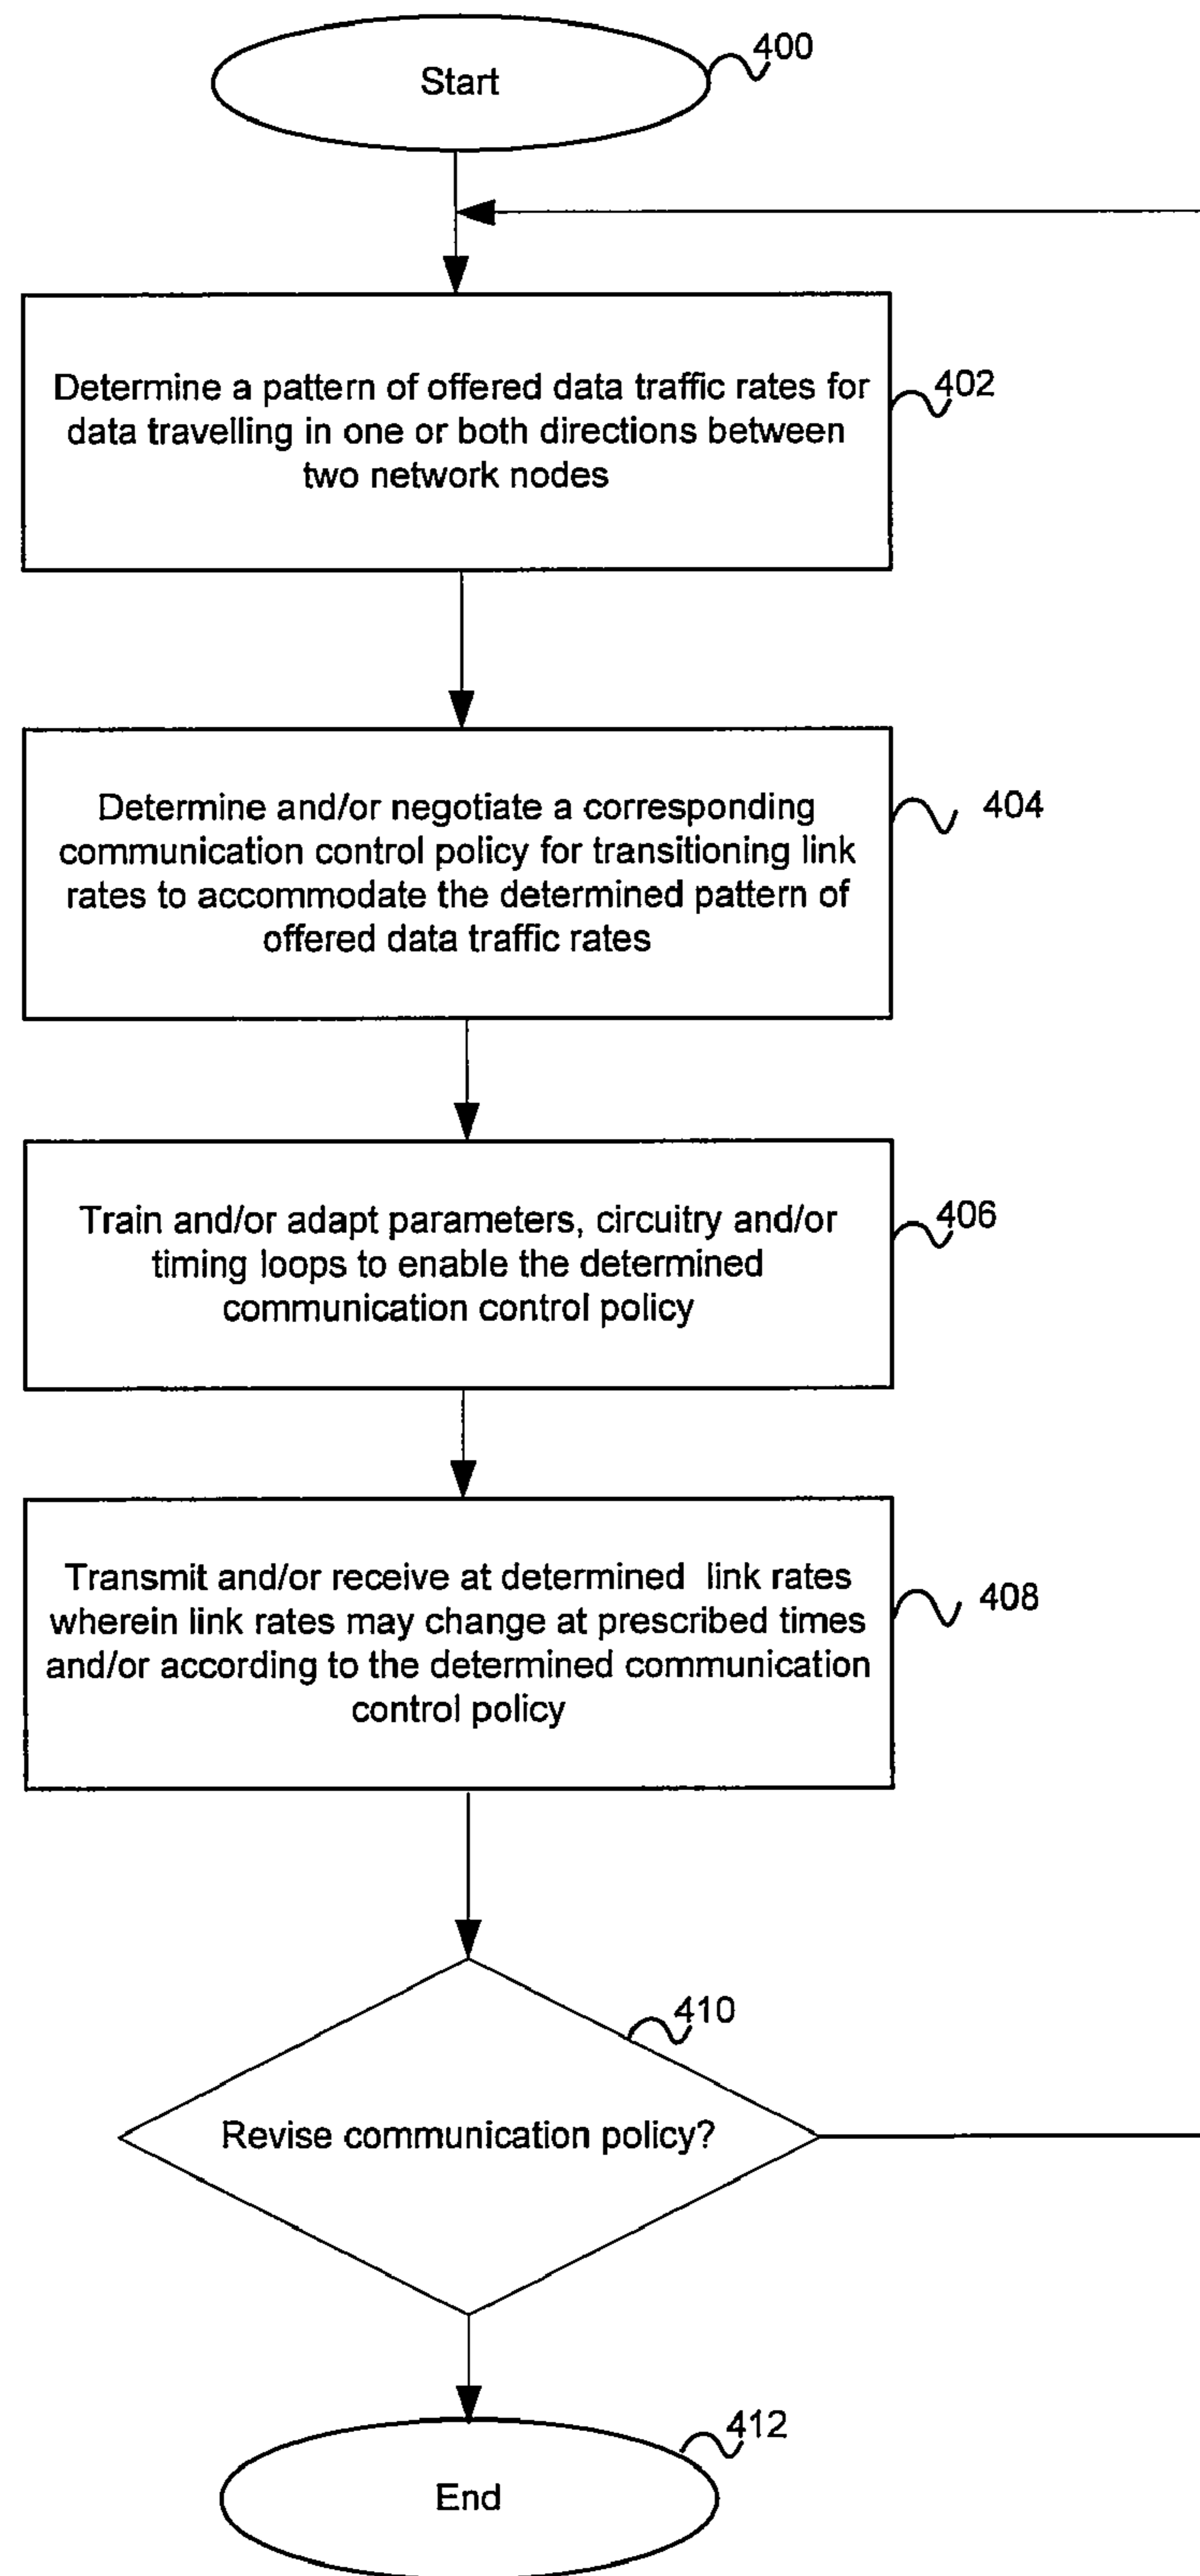 Start
400
Determine a pattern of offered data traffic rates for
data travelling in one or both directions between
two network nodes
402
Determine and/or negotiate a corresponding
communication control policy for transitioning link
rates to accommodate the determined pattern of
offered data traffic rates
404
Train and/or adapt parameters, circuitry and/or
timing loops to enable the determined
communication control policy
406
Transmit and/or receive at determined link rates
wherein link rates may change at prescribed times
and/or according to the determined communication
control policy
408
410
Revise communication policy?
412
End